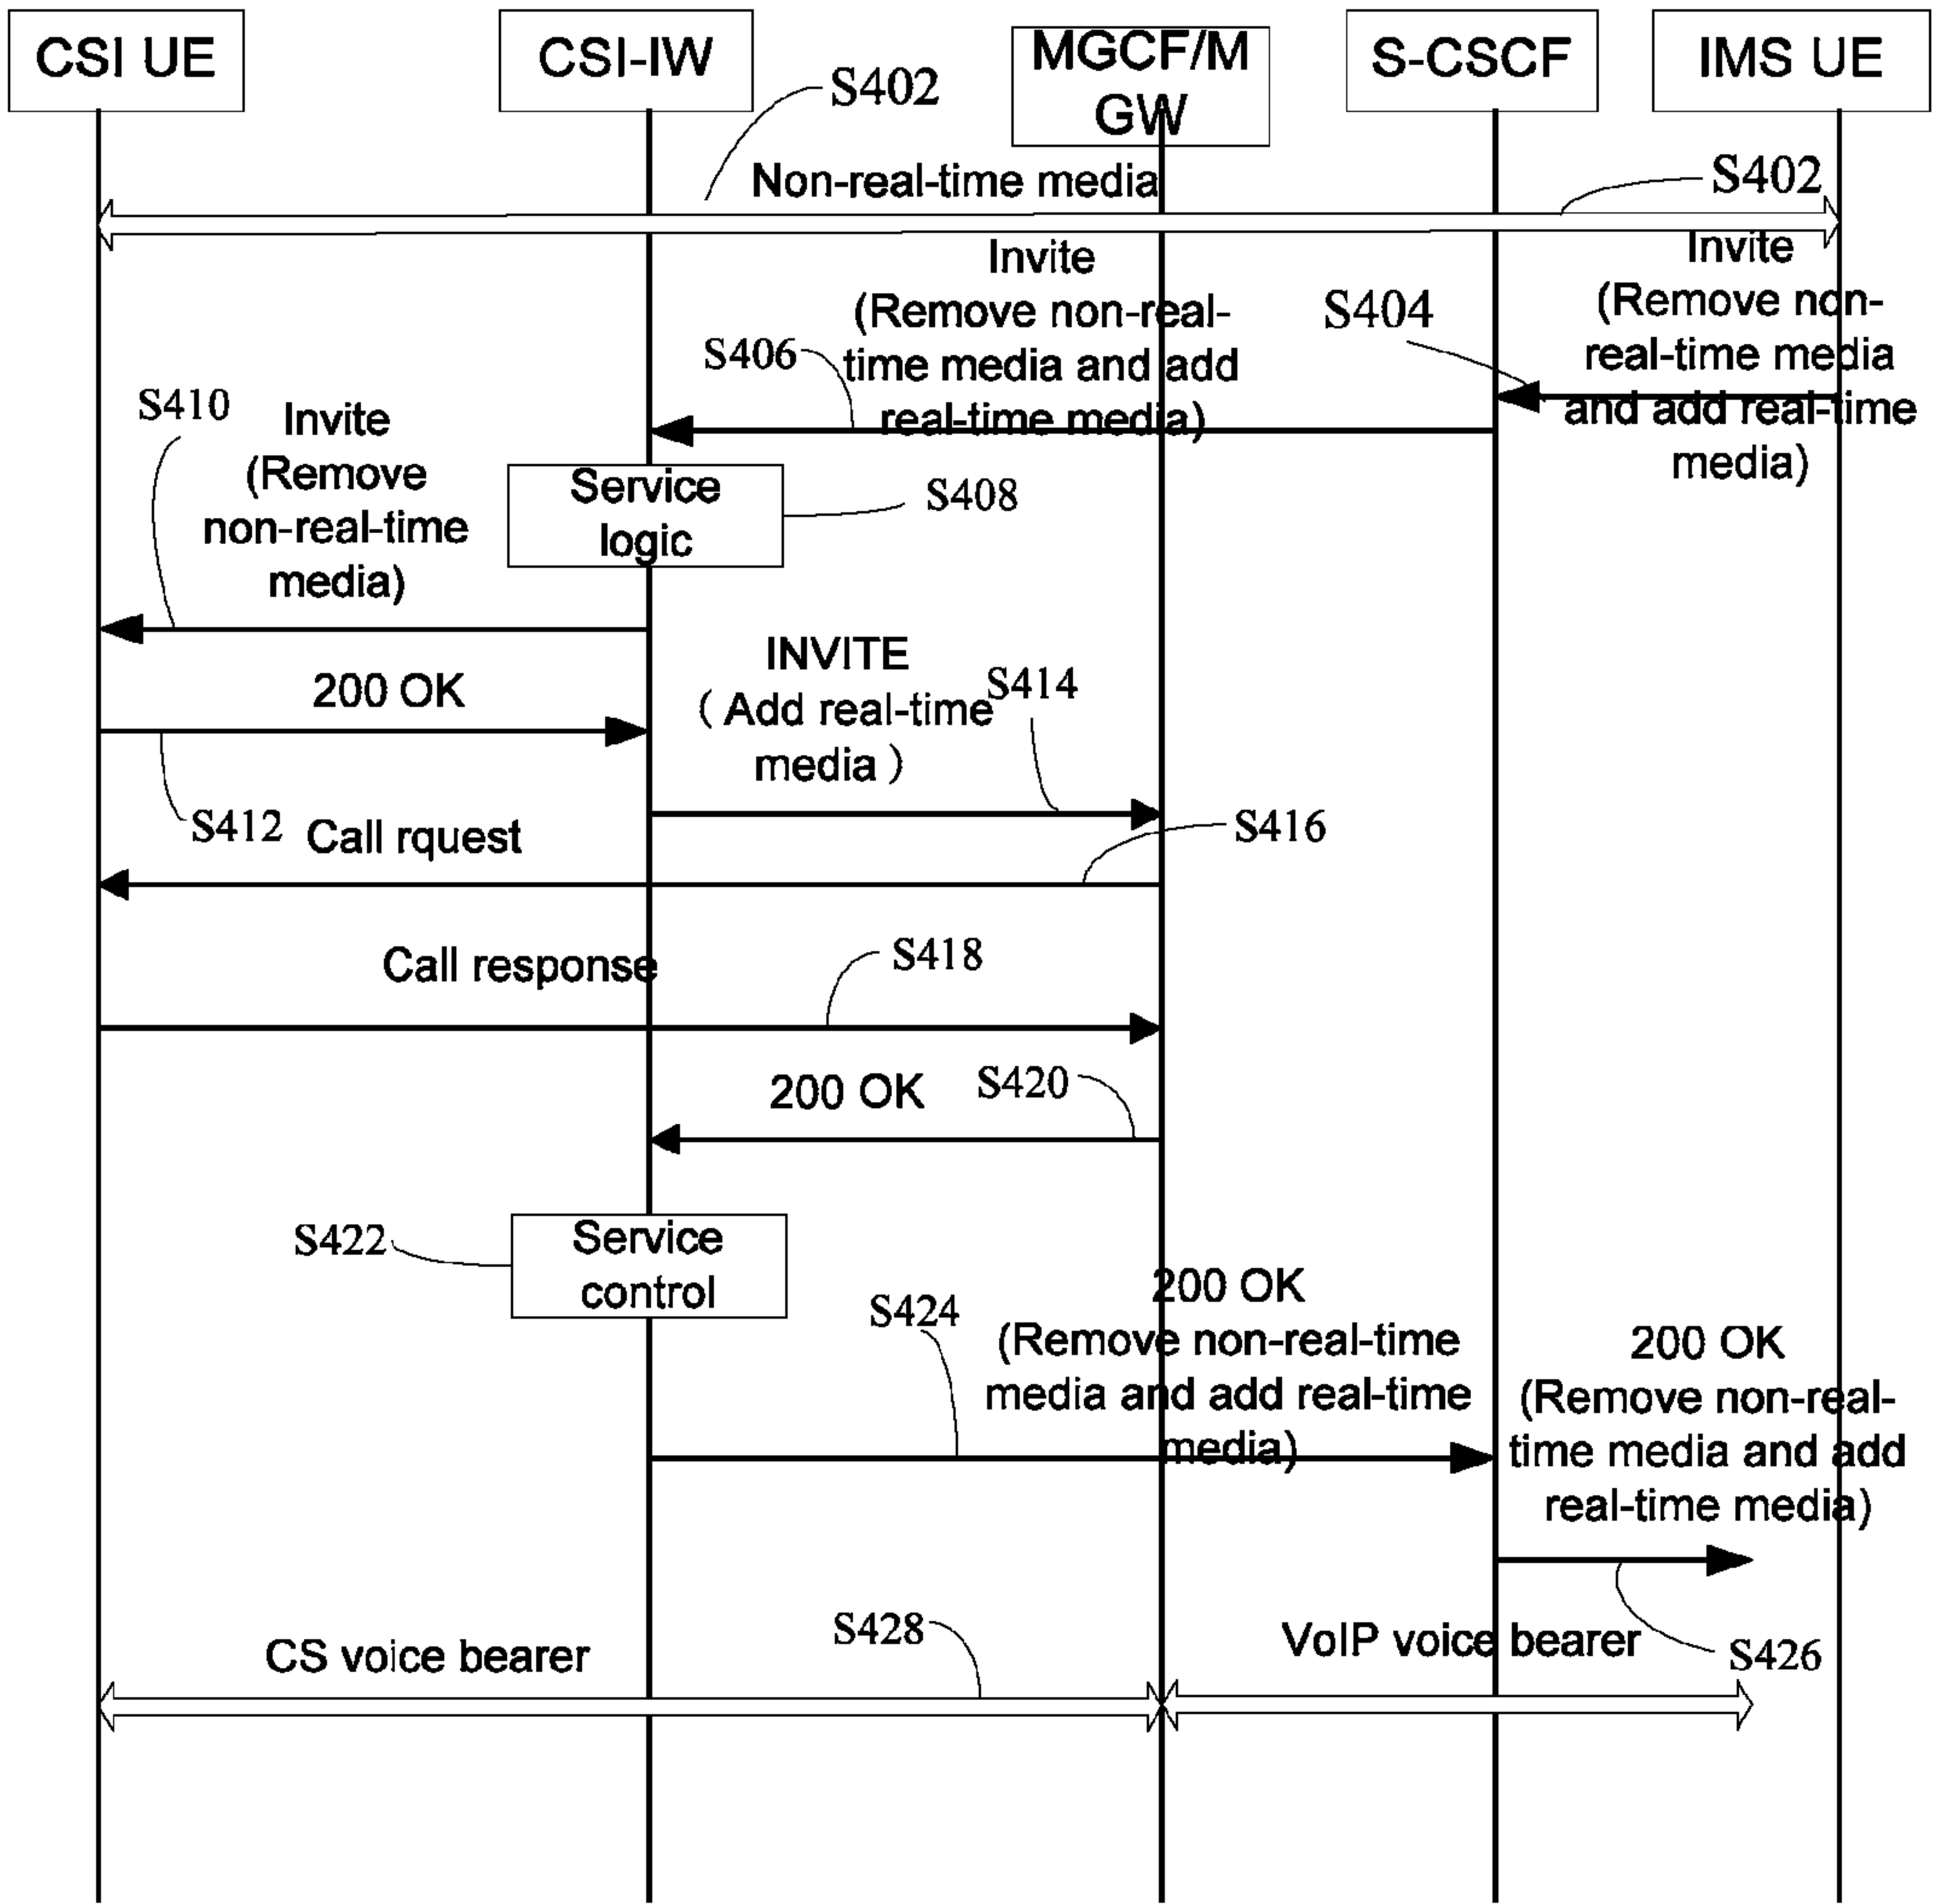 CSI UE
CSI-IW
MGCF/M
GW
S-CSCF
IMS UE
S402
Non-real-time media
S402
Invite
(Remove non-real-
time media and add
real-time media)
S406
S404
Invite
(Remove non-
real-time media
and add real-time
media)
S410
Invite
(Remove
non-real-time
media)
Service
logic
S408
200 OK
S412
INVITE
( Add real-time
media )
S414
Call rquest
S416
Call response
S418
200 OK
S420
S422
Service
control
S424
200 OK
(Remove non-real-time
media and add real-time
media)
200 OK
(Remove non-real-
time media and add
real-time media)
S426
CS voice bearer
S428
VoIP voice bearer